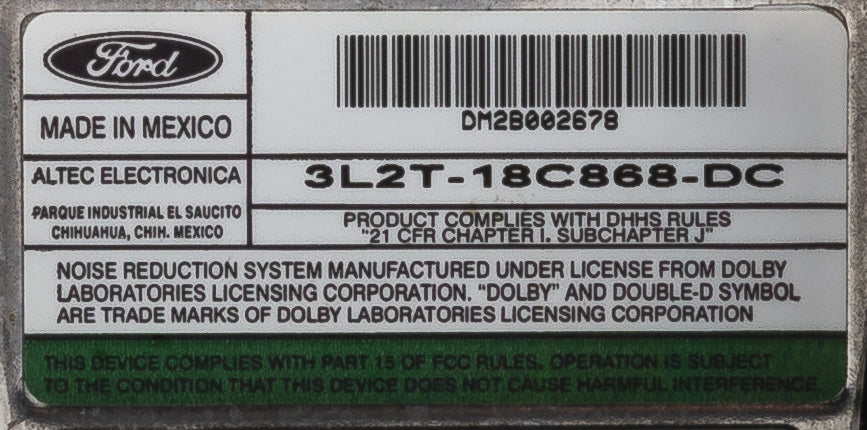 Ford
MADE IN MEXICO
DM2B002678
ALTEC ELECTRONICA
PARQUE INDUSTRIAL EL SAUCITO
CHIHUAHUA, CHIH. MEXICO
3L2T-18C868-DC
PRODUCT COMPLIES WITH DHHS RULES
"21 CFR CHAPTER I. SUBCHAPTER J"
NOISE REDUCTION SYSTEM MANUFACTURED UNDER LICENSE FROM DOLBY
LABORATORIES LICENSING CORPORATION. "DOLBY" AND DOUBLE-D SYMBOL
ARE TRADE MARKS OF DOLBY LABORATORIES LICENSING CORPORATION
THIS DEVICE COMPLIES WITH PART 15 OF FCC RULES. OPERATION IS SUBJECT
TO THE CONDITION THAT THIS DEVICE DOES NOT CAUSE HARMFUL INTERFERENCE.